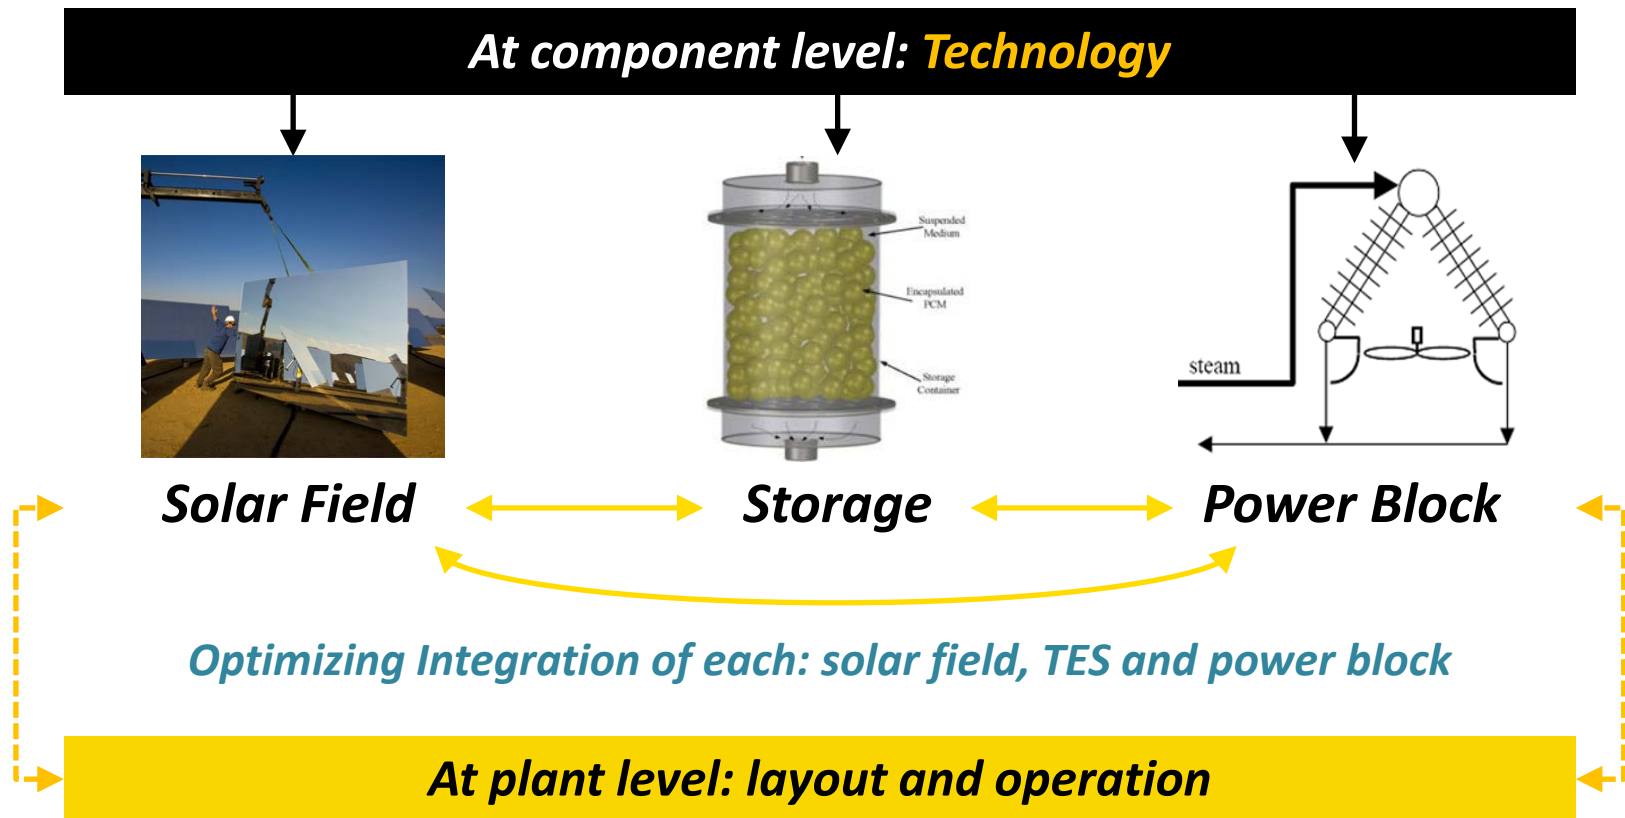 At component level: Technology
Suspended
Medium
Encapsulated
PCM
Storage
Container
steam
Solar Field
Storage
Power Block
Optimizing Integration of each: solar field, TES and power block
At plant level: layout and operation